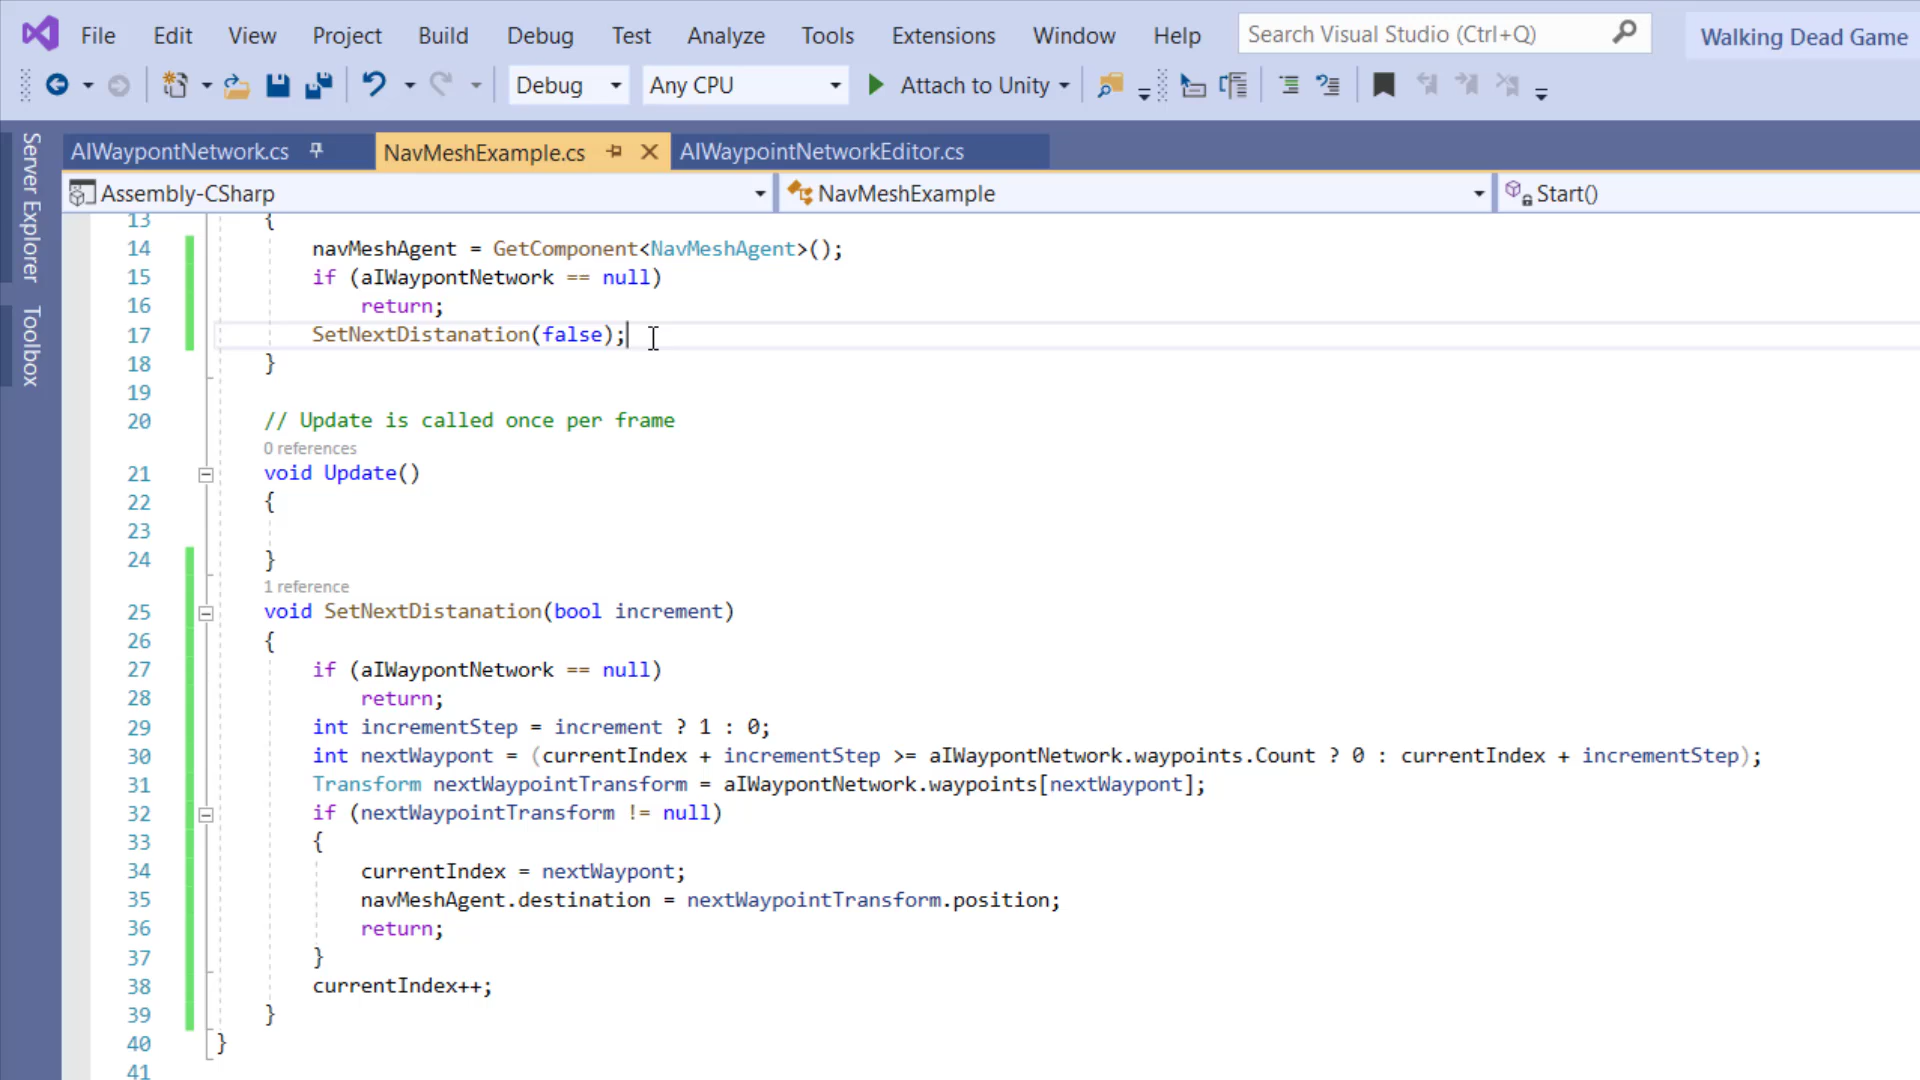 File Edit View Project Build Debug Test Analyze Tools Extensions Window Help Search Visual Studio (Ctrl+Q) Walking Dead Game
Debug Any CPU Attach to Unity
Server Explorer
Toolbox
AIWaypontNetwork.cs NavMeshExample.cs AIWaypointNetworkEditor.cs
Assembly-CSharp NavMeshExample Start()
13 {
14 navMeshAgent = GetComponent<NavMeshAgent>();
15 if (aIWaypontNetwork == null)
16 return;
17 SetNextDistanation(false);
18 }
19
20 // Update is called once per frame
0 references
21 void Update()
22 {
23
24 }
1 reference
25 void SetNextDistanation(bool increment)
26 {
27 if (aIWaypontNetwork == null)
28 return;
29 int incrementStep = increment ? 1 : 0;
30 int nextWaypont = (currentIndex + incrementStep >= aIWaypontNetwork.waypoints.Count ? 0 : currentIndex + incrementStep);
31 Transform nextWaypointTransform = aIWaypontNetwork.waypoints[nextWaypont];
32 if (nextWaypointTransform != null)
33 {
34 currentIndex = nextWaypont;
35 navMeshAgent.destination = nextWaypointTransform.position;
36 return;
37 }
38 currentIndex++;
39 }
40 }
41